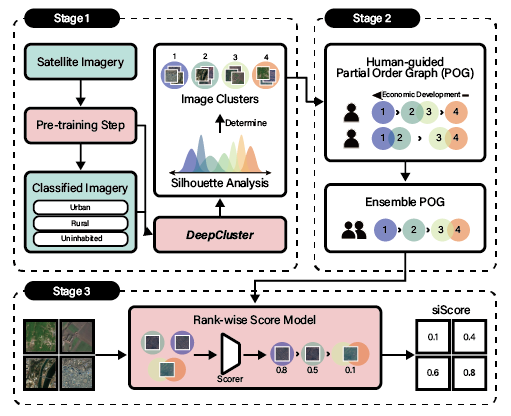 Stage 1
Satellite Imagery
Pre-training Step
Classified Imagery
Urban
Rural
Uninhabited
1 2 3 4
Image Clusters
Determine
Silhouette Analysis
DeepCluster
Stage 2
Human-guided
Partial Order Graph (POG)
Economic Development
1 > 2 3 > 4
1 2 > 3 4
Ensemble POG
1 > 2 > 3 4
Stage 3
Rank-wise Score Model
Scorer
0.8 0.5 0.1
siScore
0.1 0.4
0.6 0.8